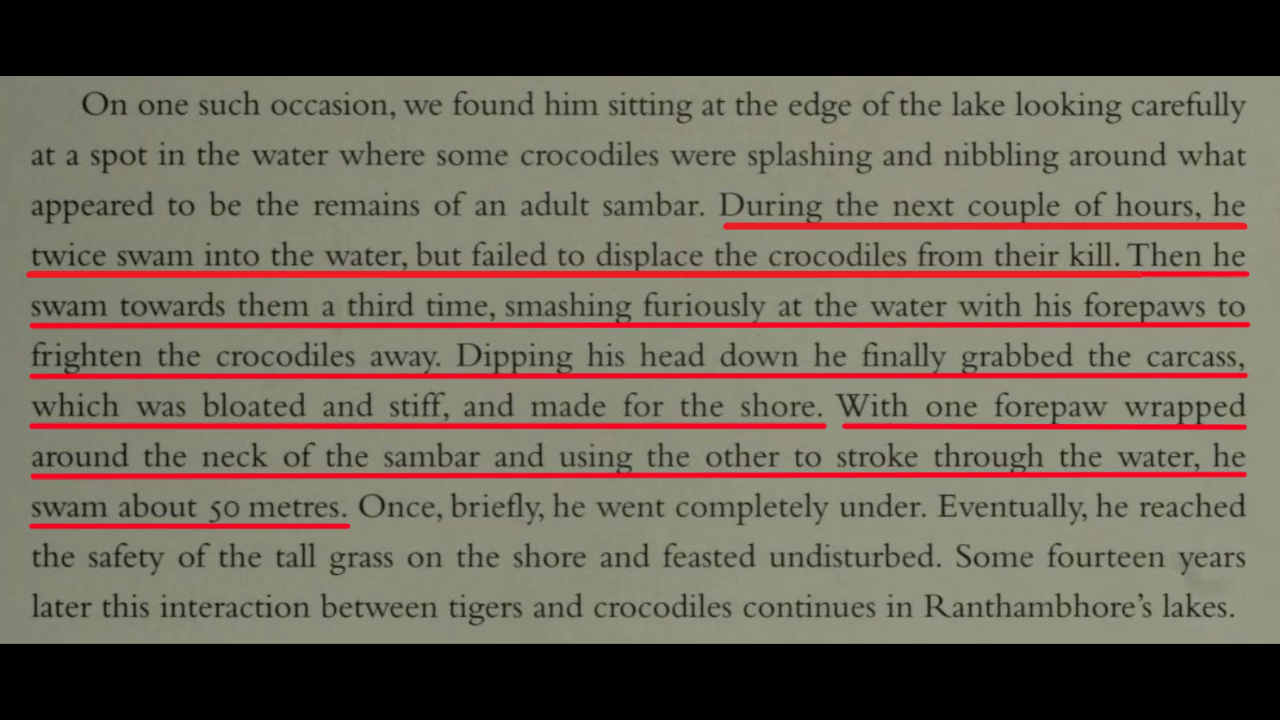 On one such occasion, we found him sitting at the edge of the lake looking carefully
at a spot in the water where some crocodiles were splashing and nibbling around what
appeared to be the remains of an adult sambar. During the next couple of hours, he
twice swam into the water, but failed to displace the crocodiles from their kill. Then he
swam towards them a third time, smashing furiously at the water with his forepaws to
frighten the crocodiles away. Dipping his head down he finally grabbed the carcass,
which was bloated and stiff, and made for the shore. With one forepaw wrapped
around the neck of the sambar and using the other to stroke through the water, he
swam about 50 metres. Once, briefly, he went completely under. Eventually, he reached
the safety of the tall grass on the shore and feasted undisturbed. Some fourteen years
later this interaction between tigers and crocodiles continues in Ranthambhore's lakes.